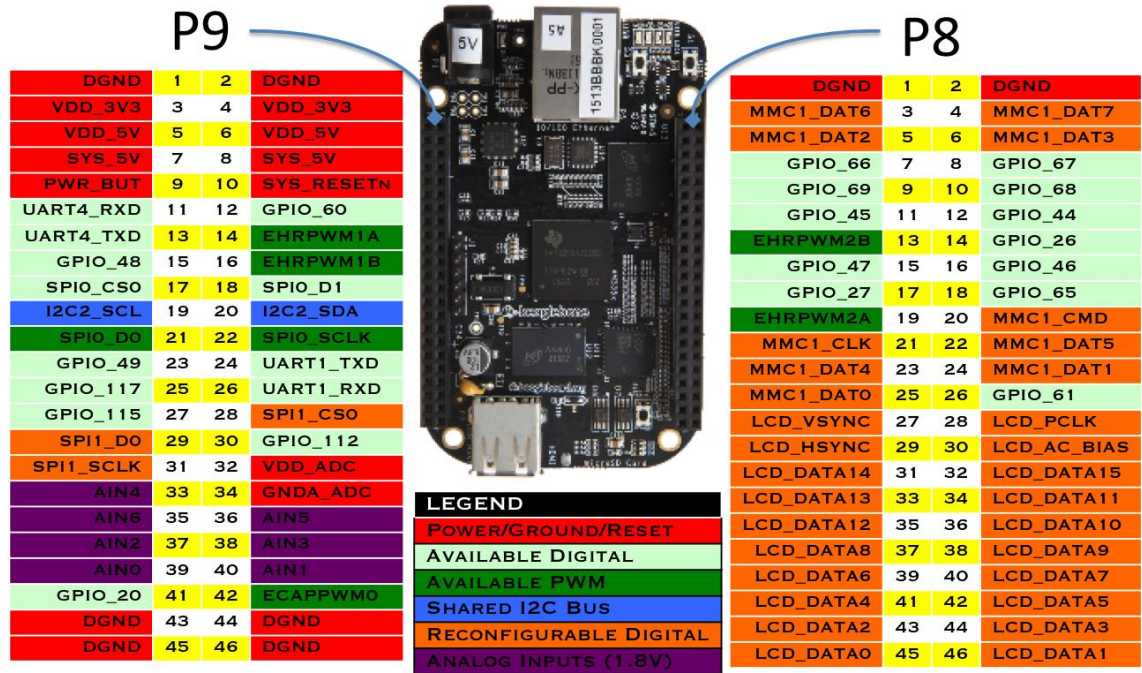 P9
P8
DGND 1 2 DGND
VDD_3V3 3 4 VDD_3V3
VDD_5V 5 6 VDD_5V
SYS_5V 7 8 SYS_5V
PWR_BUT 9 10 SYS_RESETN
UART4_RXD 11 12 GPIO_60
UART4_TXD 13 14 EHRPWM1A
GPIO_48 15 16 EHRPWM1B
SPI0_CS0 17 18 SPI0_D1
I2C2_SCL 19 20 I2C2_SDA
SPI0_D0 21 22 SPI0_SCLK
GPIO_49 23 24 UART1_TXD
GPIO_117 25 26 UART1_RXD
GPIO_115 27 28 SPI1_CS0
SPI1_D0 29 30 GPIO_112
SPI1_SCLK 31 32 VDD_ADC
AIN4 33 34 GNDA_ADC
AIN6 35 36 AIN5
AIN2 37 38 AIN3
AIN0 39 40 AIN1
GPIO_20 41 42 ECAPPWM0
DGND 43 44 DGND
DGND 45 46 DGND
5V
A5
1513BBBK0001
10/100 Ethernet
beaglebone
microSD Card
LEGEND
POWER/GROUND/RESET
AVAILABLE DIGITAL
AVAILABLE PWM
SHARED I2C BUS
RECONFIGURABLE DIGITAL
ANALOG INPUTS (1.8V)
DGND 1 2 DGND
MMC1_DAT6 3 4 MMC1_DAT7
MMC1_DAT2 5 6 MMC1_DAT3
GPIO_66 7 8 GPIO_67
GPIO_69 9 10 GPIO_68
GPIO_45 11 12 GPIO_44
EHRPWM2B 13 14 GPIO_26
GPIO_47 15 16 GPIO_46
GPIO_27 17 18 GPIO_65
EHRPWM2A 19 20 MMC1_CMD
MMC1_CLK 21 22 MMC1_DAT5
MMC1_DAT4 23 24 MMC1_DAT1
MMC1_DAT0 25 26 GPIO_61
LCD_VSYNC 27 28 LCD_PCLK
LCD_HSYNC 29 30 LCD_AC_BIAS
LCD_DATA14 31 32 LCD_DATA15
LCD_DATA13 33 34 LCD_DATA11
LCD_DATA12 35 36 LCD_DATA10
LCD_DATA8 37 38 LCD_DATA9
LCD_DATA6 39 40 LCD_DATA7
LCD_DATA4 41 42 LCD_DATA5
LCD_DATA2 43 44 LCD_DATA3
LCD_DATA0 45 46 LCD_DATA1